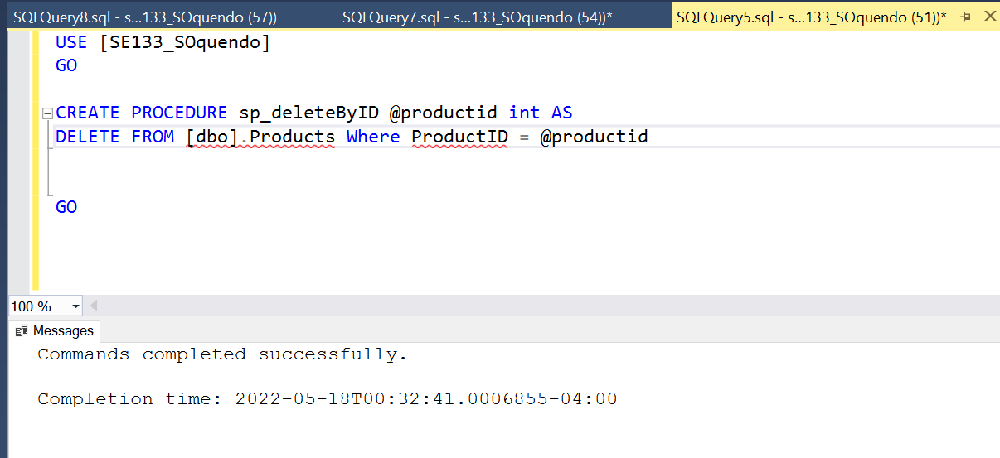 SQLQuery8.sql - s...133_SOquendo (57))
SQLQuery7.sql - s...133_SOquendo (54))*
SQLQuery5.sql - s...133_SOquendo (51))*
USE [SE133_SOquendo]
GO
CREATE PROCEDURE sp_deleteByID @productid int AS
DELETE FROM [dbo].Products Where ProductID = @productid
GO
100 %
Messages
Commands completed successfully.
Completion time: 2022-05-18T00:32:41.0006855-04:00